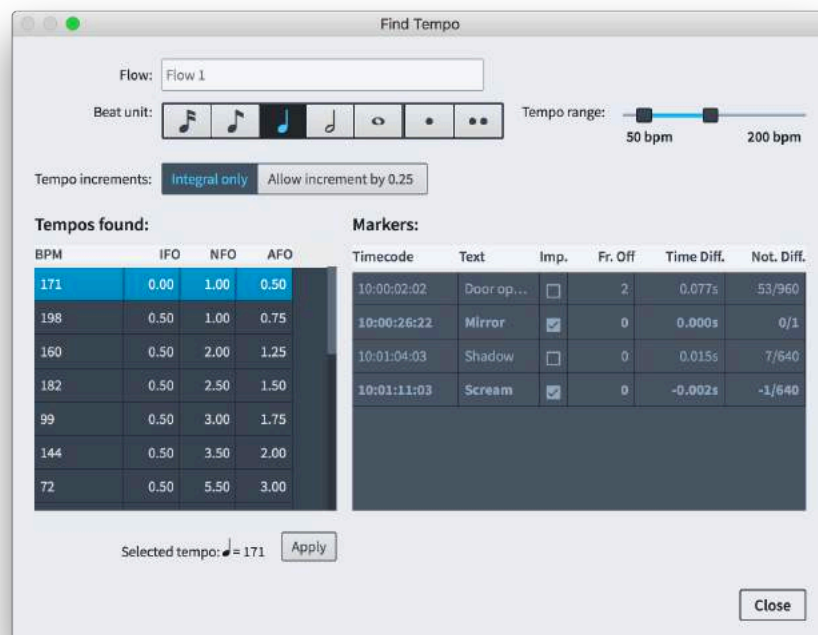 Find Tempo
Flow: Flow 1
Beat unit:
Tempo range:
50 bpm 200 bpm
Tempo increments: Integral only Allow increment by 0.25
Tempos found:
BPM IFO NFO AFO
171 0.00 1.00 0.50
198 0.50 1.00 0.75
160 0.50 2.00 1.25
182 0.50 2.50 1.50
99 0.50 3.00 1.75
144 0.50 3.50 2.00
72 0.50 5.50 3.00
Selected tempo: = 171 Apply
Markers:
Timecode Text Imp. Fr. Off Time Diff. Not. Diff.
10:00:02:02 Door op... 2 0.077s 53/960
10:00:26:22 Mirror 0 0.000s 0/1
10:01:04:03 Shadow 0 0.015s 7/640
10:01:11:03 Scream 0 -0.002s -1/640
Close